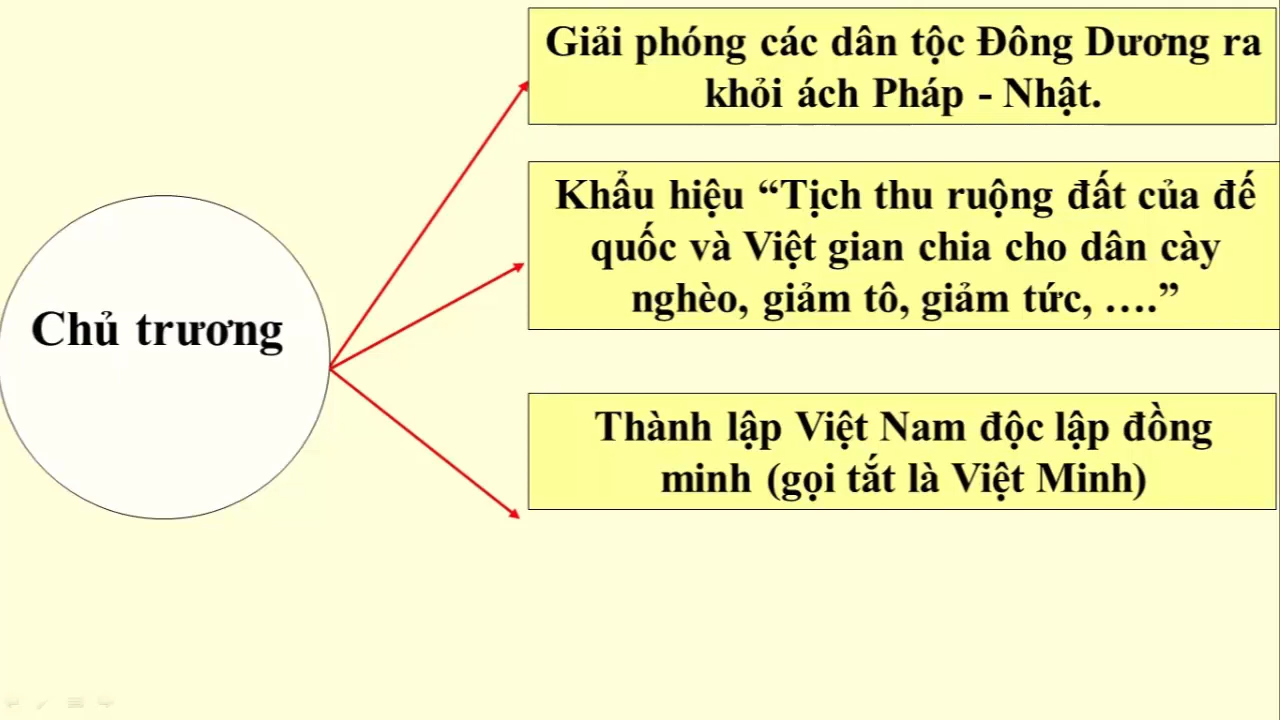 Giải phóng các dân tộc Đông Dương ra
khỏi ách Pháp - Nhật.
Khẩu hiệu “Tịch thu ruộng đất của đế
quốc và Việt gian chia cho dân cày
nghèo, giảm tô, giảm tức, ….”
Chủ trương
Thành lập Việt Nam độc lập đồng
minh (gọi tắt là Việt Minh)